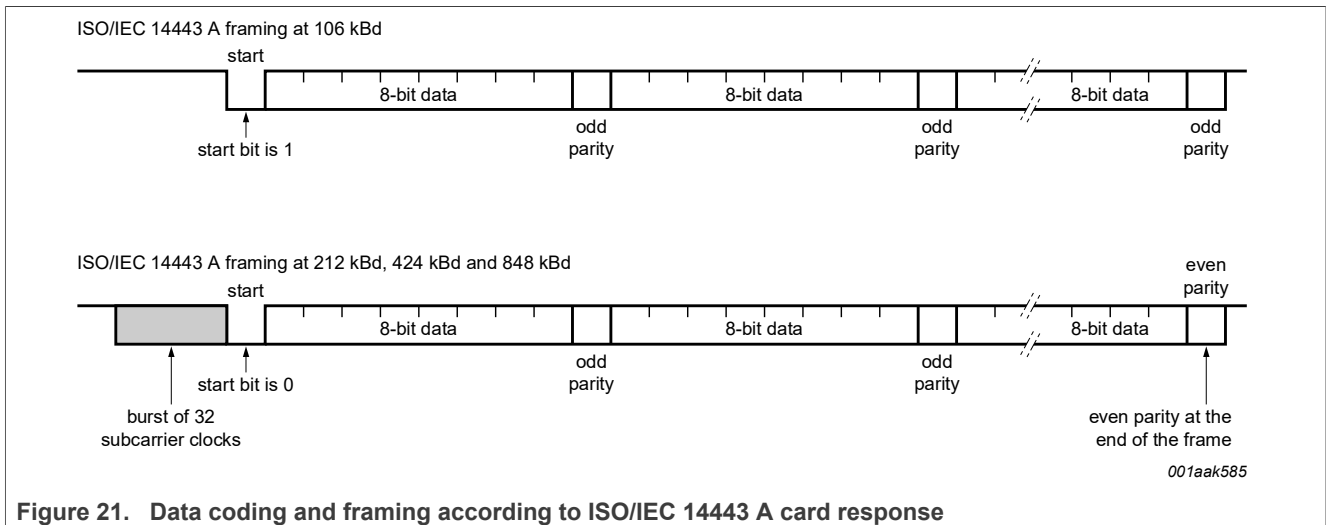 ISO/IEC 14443 A framing at 106 kBd
start
8-bit data
8-bit data
8-bit data
start bit is 1
odd
parity
odd
parity
odd
parity
ISO/IEC 14443 A framing at 212 kBd, 424 kBd and 848 kBd
even
parity
start
8-bit data
8-bit data
8-bit data
start bit is 0
odd
parity
odd
parity
burst of 32
subcarrier clocks
even parity at the
end of the frame
001aak585
Figure 21. Data coding and framing according to ISO/IEC 14443 A card response